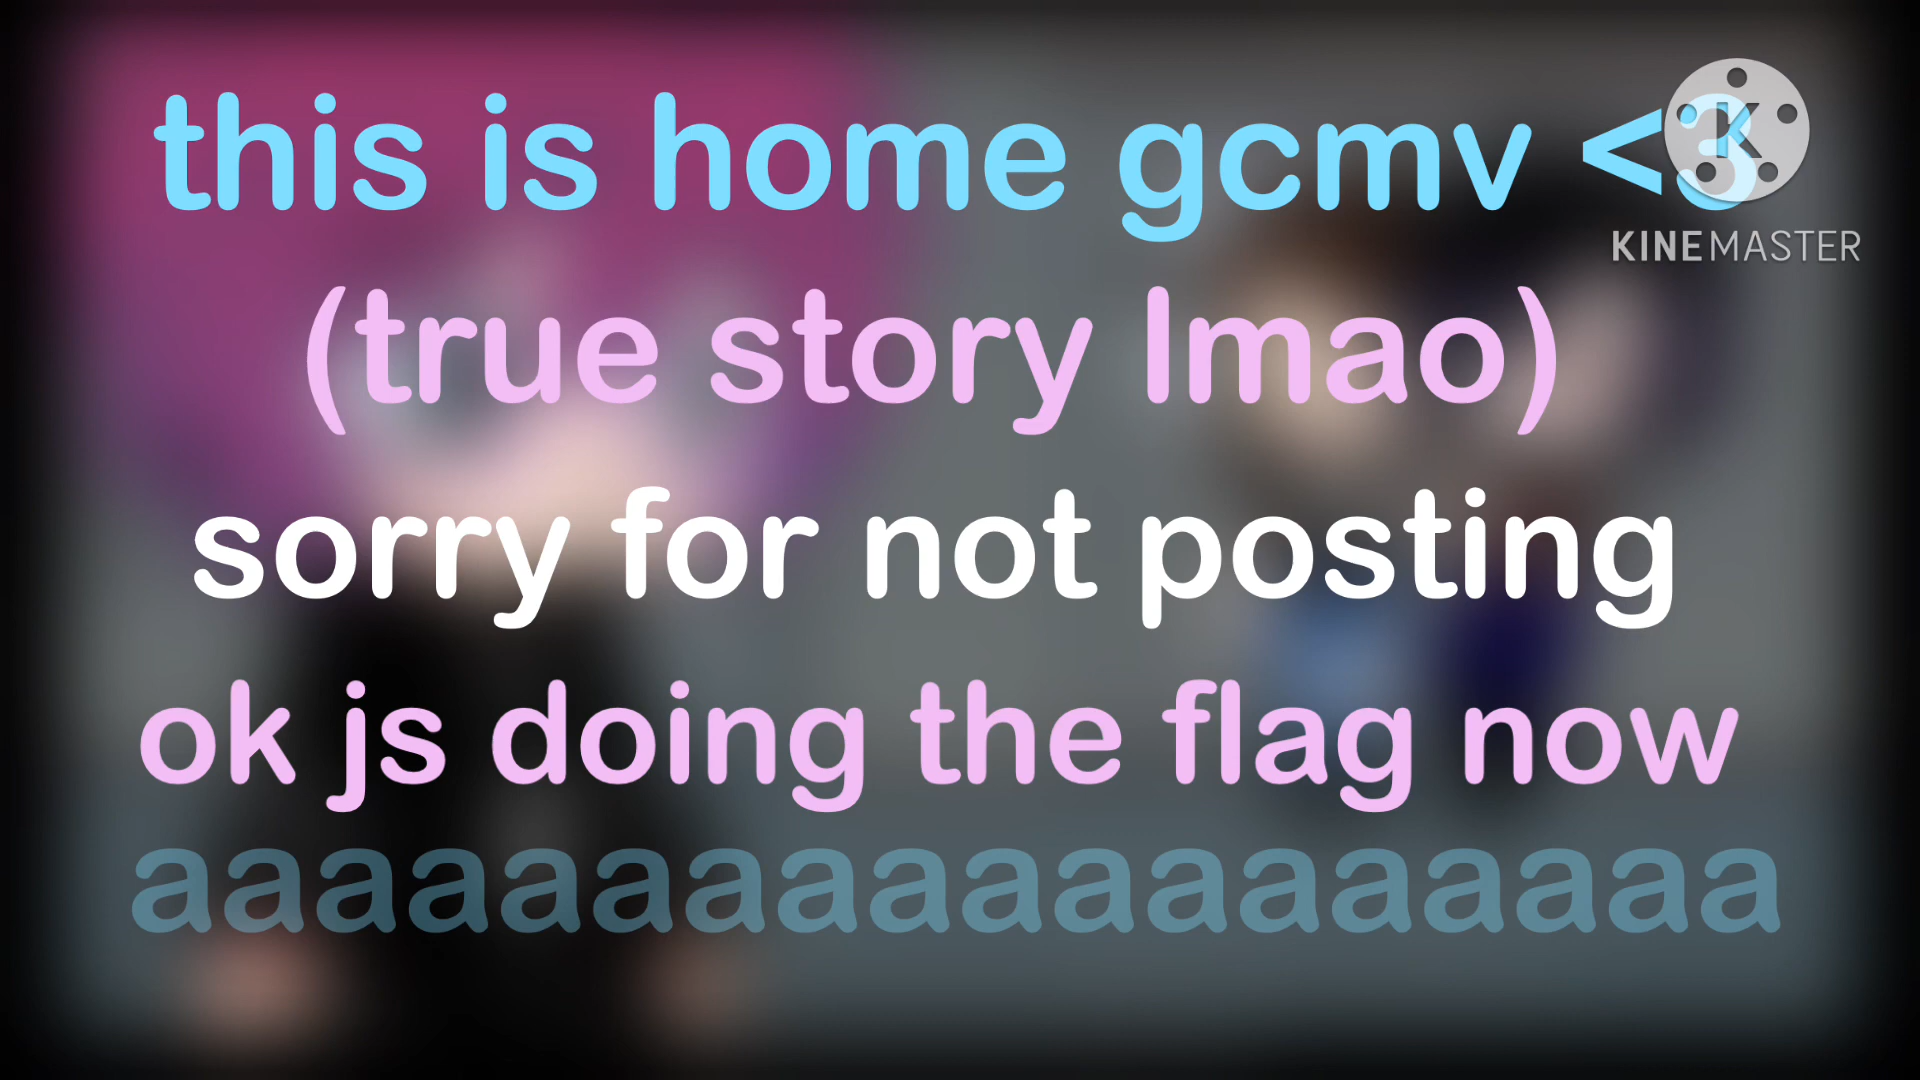 this is home gcmv <3
KINEMASTER
(true story lmao)
sorry for not posting
ok js doing the flag now
aaaaaaaaaaaaaaaaaa